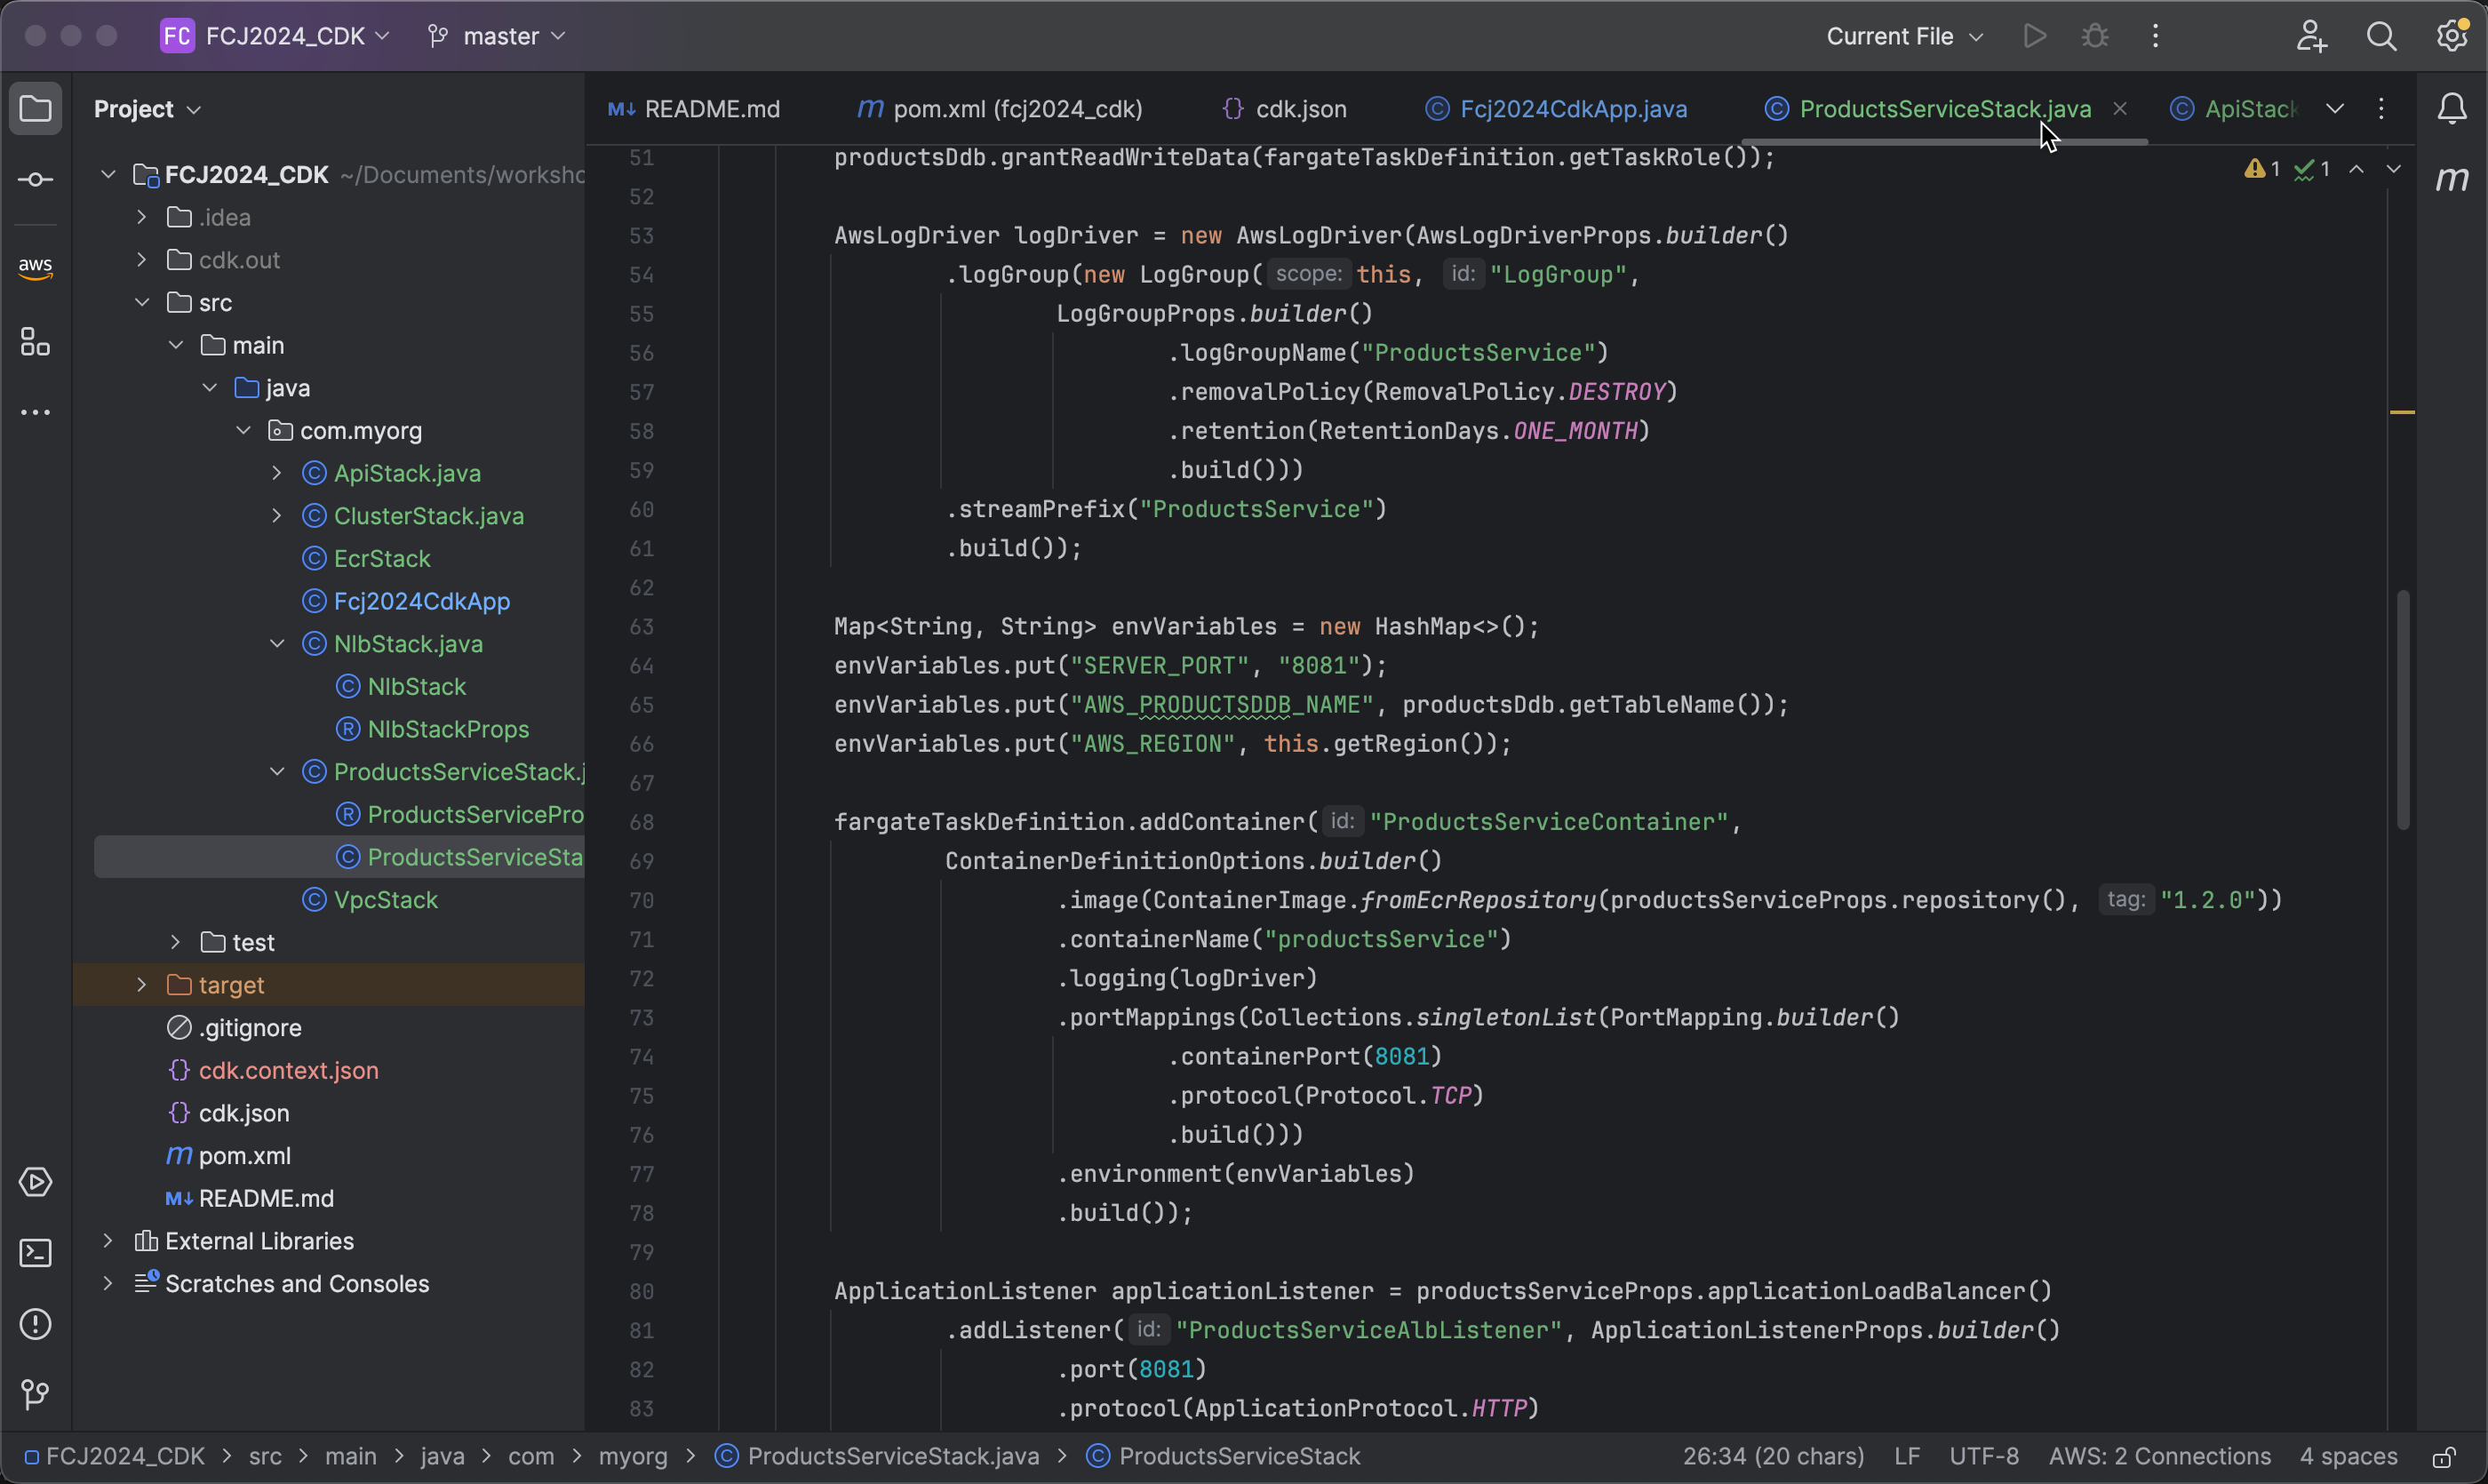 FC FCJ2024_CDK master Current File
Project
README.md pom.xml (fcj2024_cdk) cdk.json Fcj2024CdkApp.java ProductsServiceStack.java ApiStack
FCJ2024_CDK ~/Documents/worksho
.idea
cdk.out
src
main
java
com.myorg
ApiStack.java
ClusterStack.java
EcrStack
Fcj2024CdkApp
NlbStack.java
NlbStack
NlbStackProps
ProductsServiceStack.j
ProductsServicePro
ProductsServiceSta
VpcStack
test
target
.gitignore
cdk.context.json
cdk.json
pom.xml
README.md
External Libraries
Scratches and Consoles
aws
1 1
51 productsDdb.grantReadWriteData(fargateTaskDefinition.getTaskRole());
52
53 AwsLogDriver logDriver = new AwsLogDriver(AwsLogDriverProps.builder()
54 .logGroup(new LogGroup( scope: this, id: "LogGroup",
55 LogGroupProps.builder()
56 .logGroupName("ProductsService")
57 .removalPolicy(RemovalPolicy.DESTROY)
58 .retention(RetentionDays.ONE_MONTH)
59 .build()))
60 .streamPrefix("ProductsService")
61 .build());
62
63 Map<String, String> envVariables = new HashMap<>();
64 envVariables.put("SERVER_PORT", "8081");
65 envVariables.put("AWS_PRODUCTSDDB_NAME", productsDdb.getTableName());
66 envVariables.put("AWS_REGION", this.getRegion());
67
68 fargateTaskDefinition.addContainer( id: "ProductsServiceContainer",
69 ContainerDefinitionOptions.builder()
70 .image(ContainerImage.fromEcrRepository(productsServiceProps.repository(), tag: "1.2.0"))
71 .containerName("productsService")
72 .logging(logDriver)
73 .portMappings(Collections.singletonList(PortMapping.builder()
74 .containerPort(8081)
75 .protocol(Protocol.TCP)
76 .build()))
77 .environment(envVariables)
78 .build());
79
80 ApplicationListener applicationListener = productsServiceProps.applicationLoadBalancer()
81 .addListener( id: "ProductsServiceAlbListener", ApplicationListenerProps.builder()
82 .port(8081)
83 .protocol(ApplicationProtocol.HTTP)
FCJ2024_CDK > src > main > java > com > myorg > ProductsServiceStack.java > ProductsServiceStack 26:34 (20 chars) LF UTF-8 AWS: 2 Connections 4 spaces